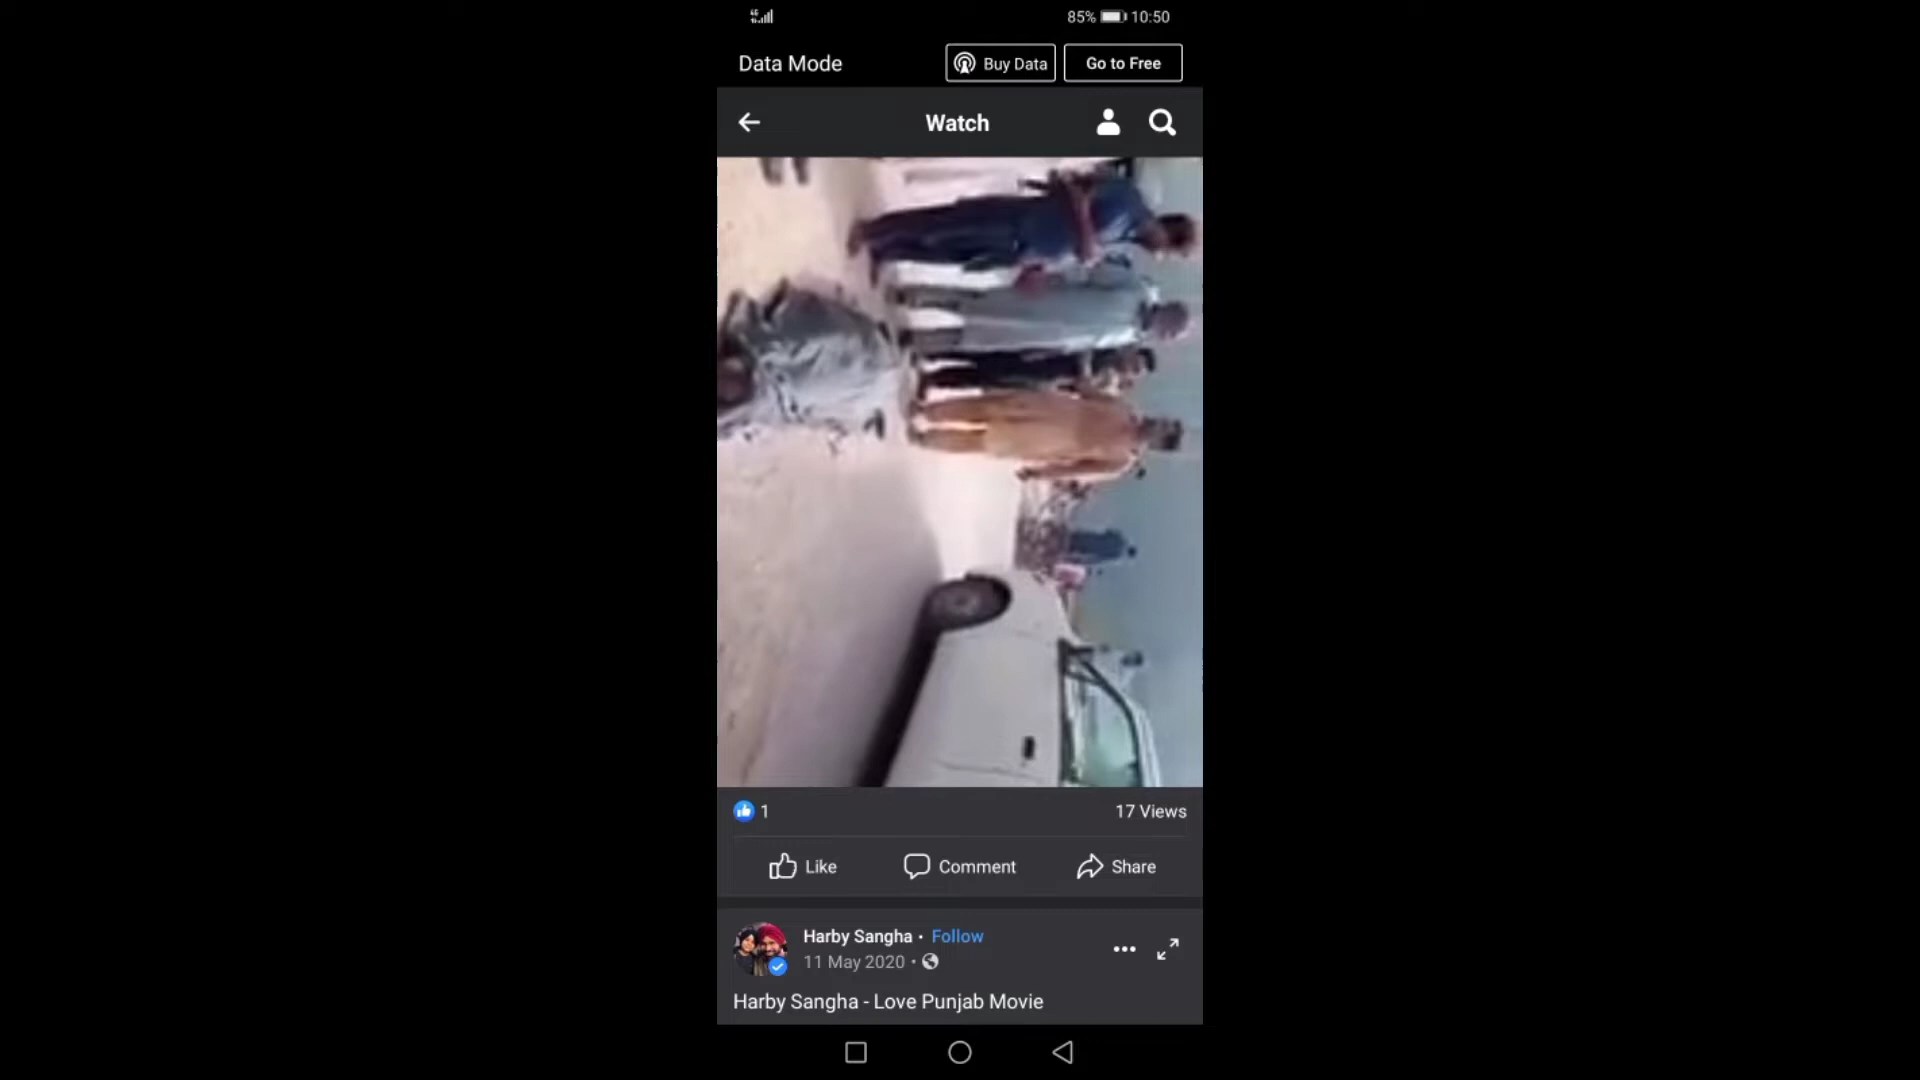 85% 10:50
Data Mode Buy Data Go to Free
Watch
1 17 Views
Like Comment Share
Harby Sangha · Follow
11 May 2020 ·
Harby Sangha - Love Punjab Movie